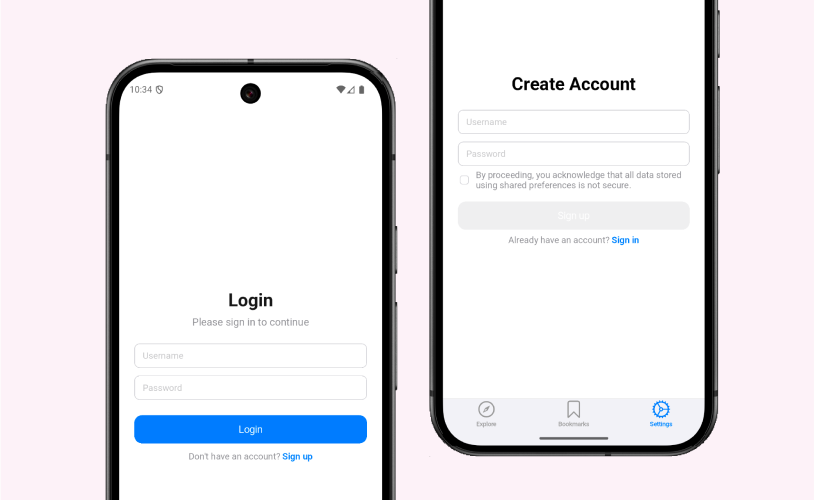 10:34
Login
Please sign in to continue
Username
Password
Login
Don't have an account? Sign up
Create Account
Username
Password
By proceeding, you acknowledge that all data stored
using shared preferences is not secure.
Sign up
Already have an account? Sign in
Explore
Bookmarks
Settings